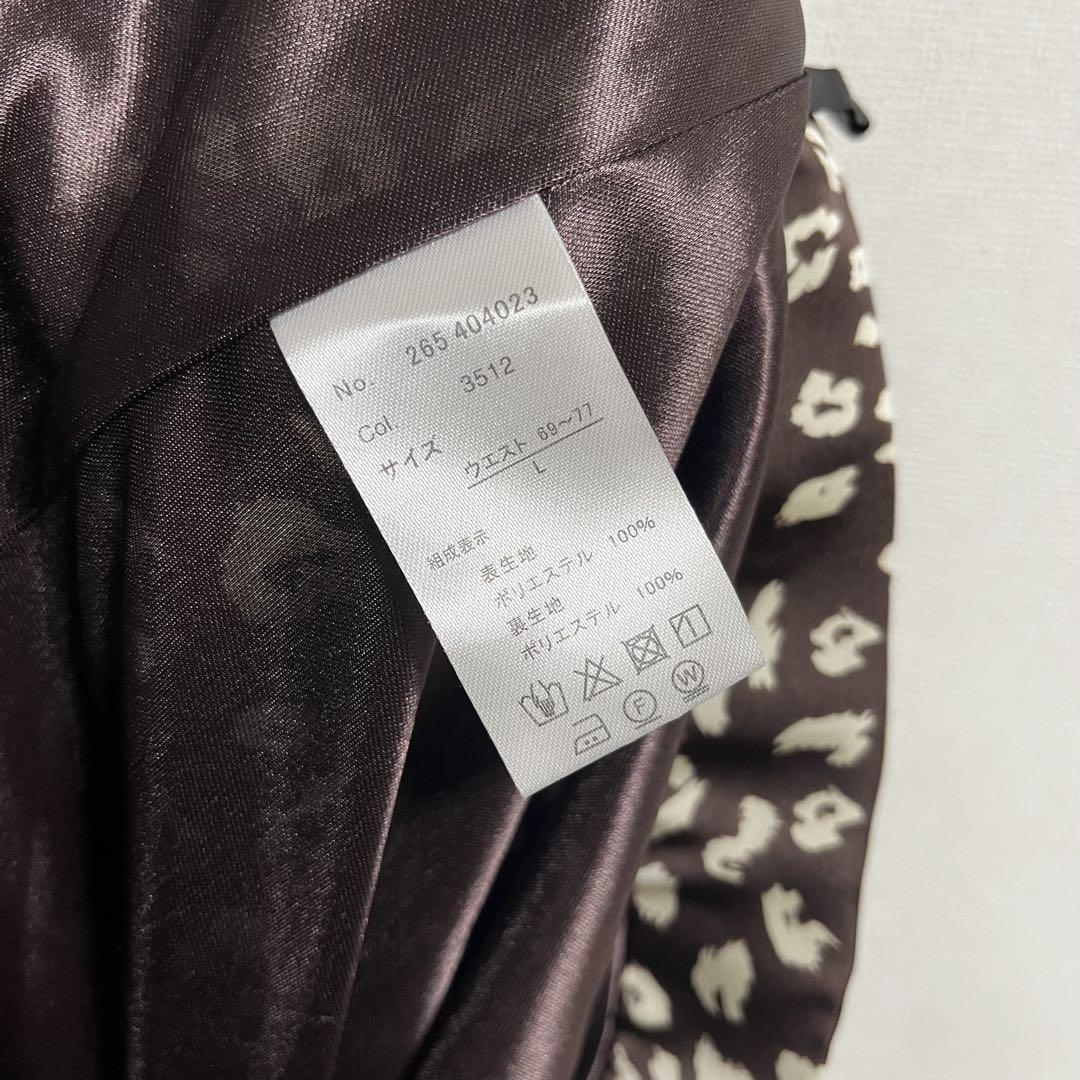 No. 265 404023
Col. 3512
サイズ ウエスト 69~77
L
組成表示
表生地
ポリエステル 100%
裏生地
ポリエステル 100%
F W